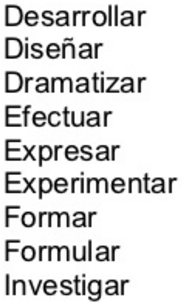 Desarrollar
Diseñar
Dramatizar
Efectuar
Expresar
Experimentar
Formar
Formular
Investigar